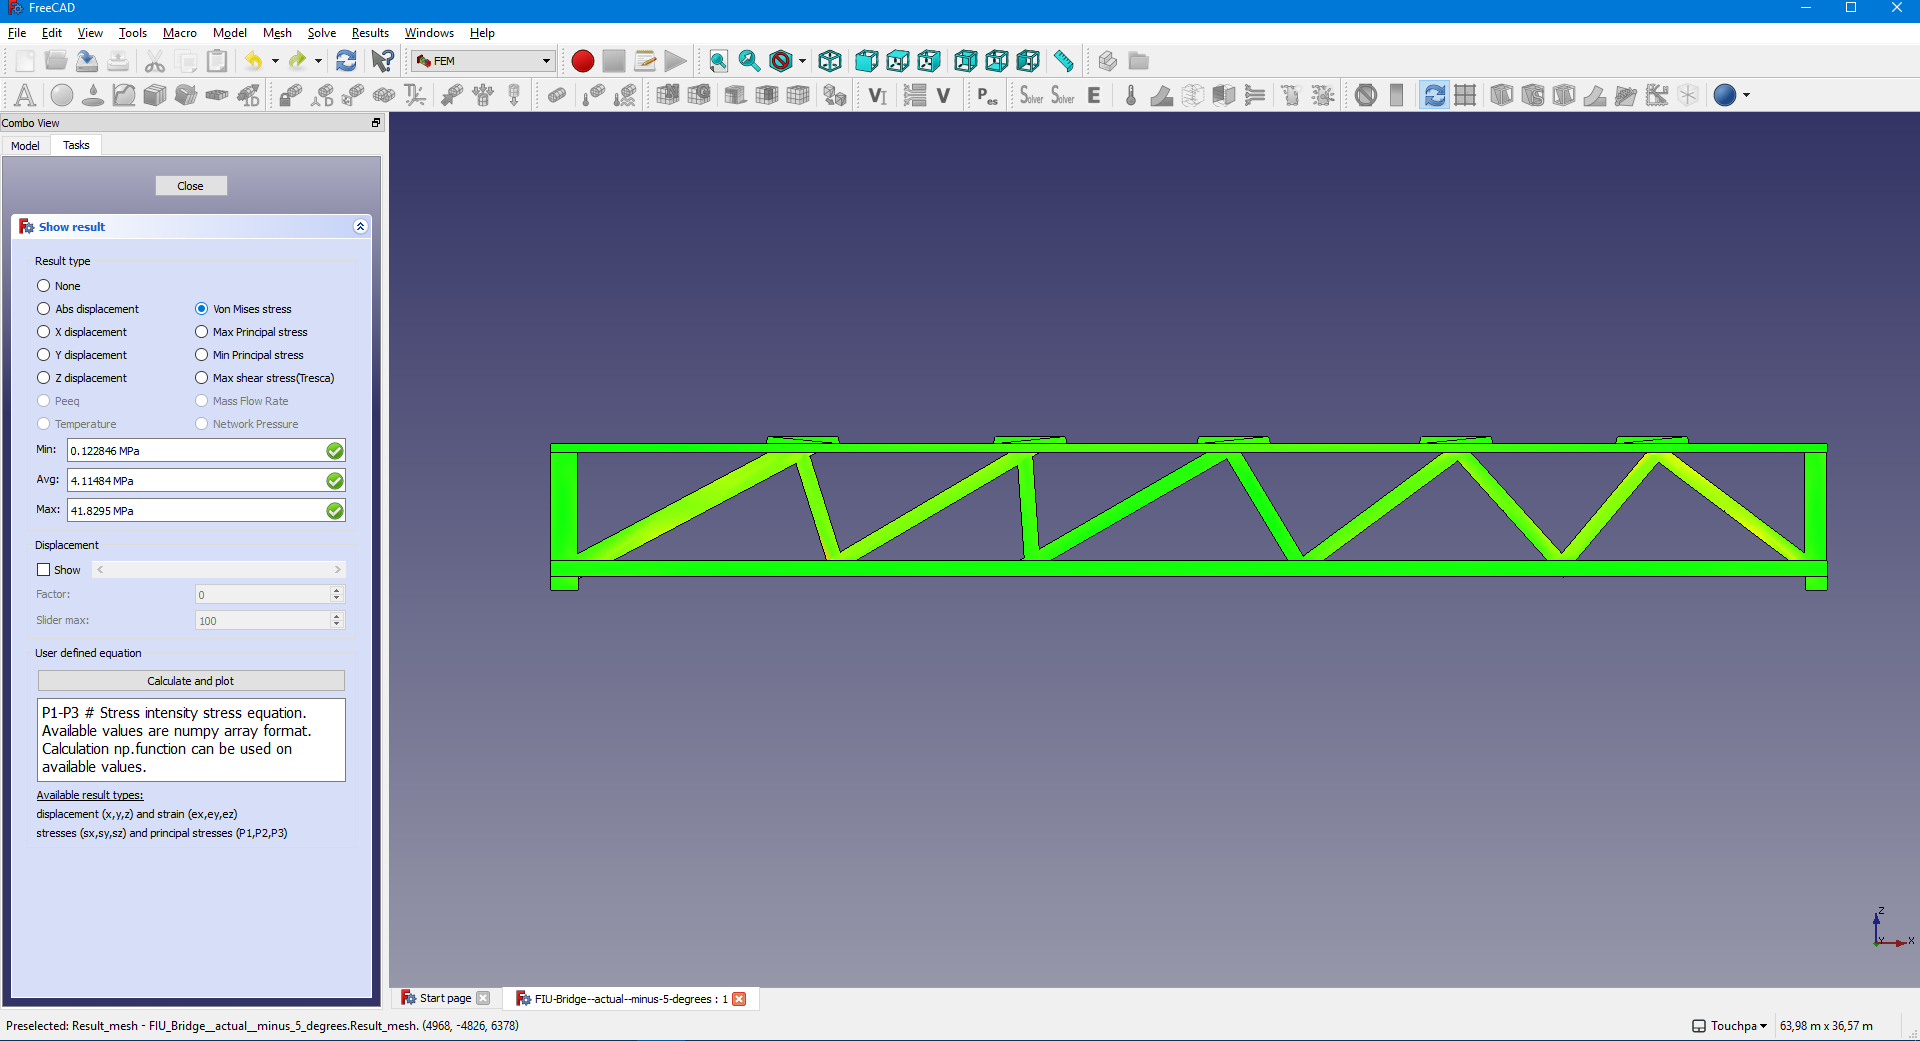 FreeCAD
File Edit View Tools Macro Model Mesh Solve Results Windows Help
FEM
A 1D VI V Pes Solver Solver E
Combo View
Model Tasks
Close
Show result
Result type
None
Abs displacement Von Mises stress
X displacement Max Principal stress
Y displacement Min Principal stress
Z displacement Max shear stress(Tresca)
Peeq Mass Flow Rate
Temperature Network Pressure
Min: 0.122846 MPa
Avg: 4.11484 MPa
Max: 41.8295 MPa
Displacement
Show
Factor: 0
Slider max: 100
User defined equation
Calculate and plot
P1-P3 # Stress intensity stress equation.
Available values are numpy array format.
Calculation np.function can be used on
available values.
Available result types:
displacement (x,y,z) and strain (ex,ey,ez)
stresses (sx,sy,sz) and principal stresses (P1,P2,P3)
Z
Y X
Start page FIU-Bridge--actual--minus-5-degrees : 1
Preselected: Result_mesh - FIU_Bridge__actual__minus_5_degrees.Result_mesh. (4968, -4826, 6378) Touchpa 63,98 m x 36,57 m